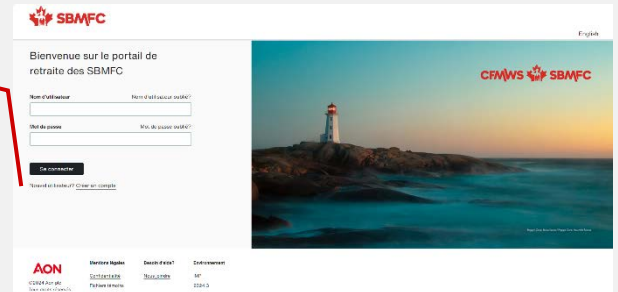 SBMFC
English
Bienvenue sur le portail de
retraite des SBMFC
CFMWS SBMFC
Nom d'utilisateur Nom d'utilisateur oublié?
Mot de passe Mot de passe oublié?
Se connecter
Nouvel utilisateur? Créer un compte
AON
Mentions légales Besoin d'aide? Environnement
Confidentialité Nous joindre
Fichiers témoins